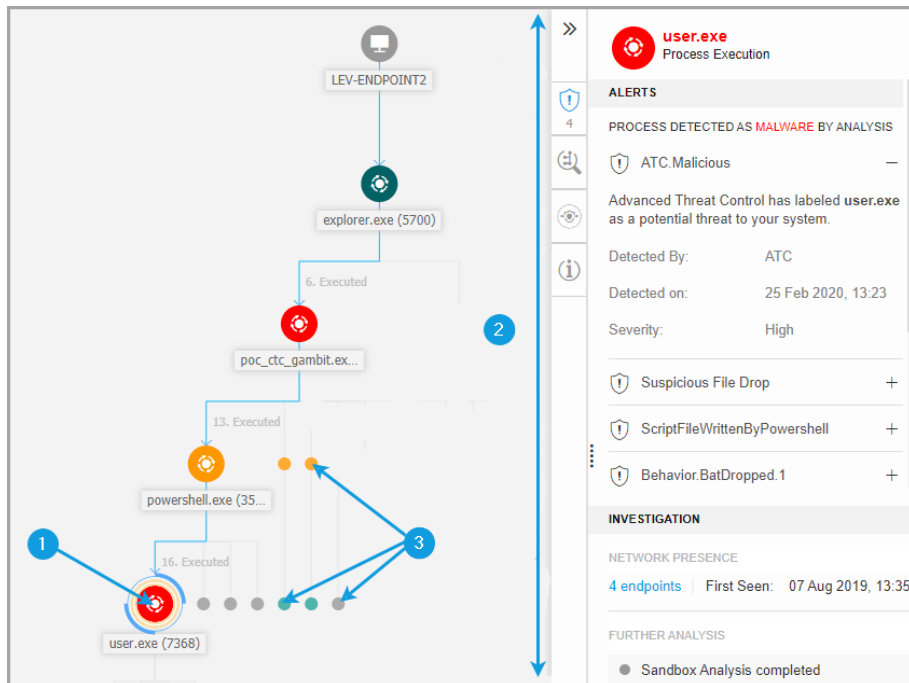 LEV-ENDPOINT2
explorer.exe (5700)
6. Executed
poc_ctc_gambit.ex...
13. Executed
powershell.exe (35...
16. Executed
user.exe (7368)
1
2
3
4
user.exe
Process Execution
ALERTS
PROCESS DETECTED AS MALWARE BY ANALYSIS
ATC.Malicious
Advanced Threat Control has labeled user.exe
as a potential threat to your system.
Detected By: ATC
Detected on: 25 Feb 2020, 13:23
Severity: High
Suspicious File Drop
ScriptFileWrittenByPowershell
Behavior.BatDropped.1
INVESTIGATION
NETWORK PRESENCE
4 endpoints First Seen: 07 Aug 2019, 13:35
FURTHER ANALYSIS
Sandbox Analysis completed